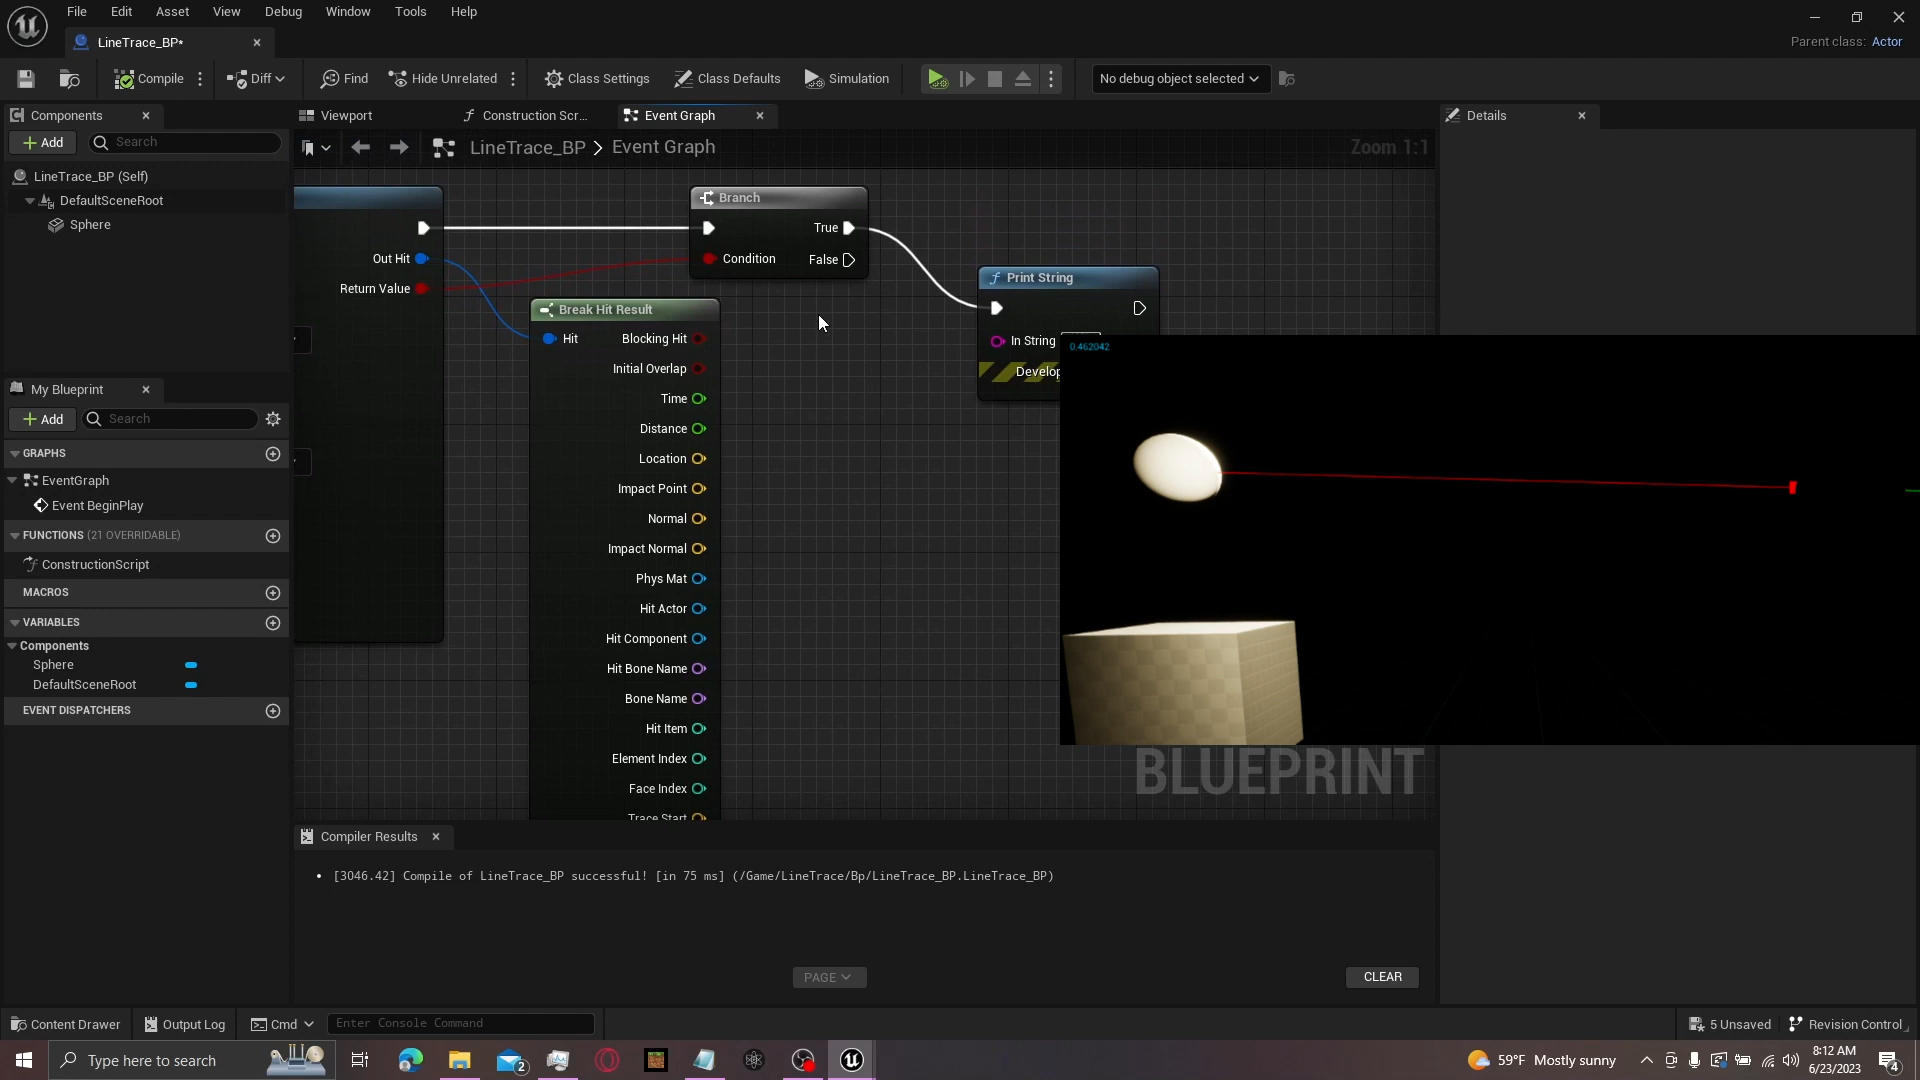 File Edit Asset View Debug Window Tools Help
LineTrace_BP*
Parent class: Actor
Compile Diff Find Hide Unrelated Class Settings Class Defaults Simulation No debug object selected
Components
Viewport Construction Scr... Event Graph
Details
Add Search
LineTrace_BP > Event Graph
Zoom 1:1
LineTrace_BP (Self)
DefaultSceneRoot
Sphere
Branch
True
Condition
False
Out Hit
Return Value
Print String
In String
Develop
Break Hit Result
Hit
Blocking Hit
Initial Overlap
Time
Distance
Location
Impact Point
Normal
Impact Normal
Phys Mat
Hit Actor
Hit Component
Hit Bone Name
Bone Name
Hit Item
Element Index
Face Index
Trace Start
0.462042
BLUEPRINT
My Blueprint
Add Search
GRAPHS
EventGraph
Event BeginPlay
FUNCTIONS (21 OVERRIDABLE)
ConstructionScript
MACROS
VARIABLES
Components
Sphere
DefaultSceneRoot
EVENT DISPATCHERS
Compiler Results
[3046.42] Compile of LineTrace_BP successful! [in 75 ms] (/Game/LineTrace/Bp/LineTrace_BP.LineTrace_BP)
PAGE
CLEAR
Content Drawer Output Log Cmd Enter Console Command
5 Unsaved Revision Control
Type here to search
2
59°F Mostly sunny
8:12 AM
6/23/2023
4